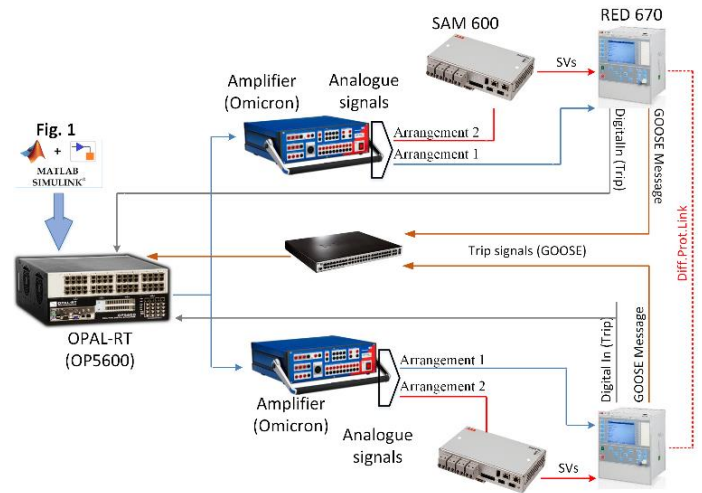 SAM 600
RED 670
SVs
Amplifier
(Omicron)
Analogue
signals
Arrangement 2
Arrangement 1
Fig. 1
+
MATLAB
SIMULINK®
DigitalIn (Trip)
GOOSE Message
Trip signals (GOOSE)
Diff.Prot.Link
OPAL-RT
OPAL-RT
(OP5600)
Digital In (Trip)
GOOSE Message
Arrangement 1
Arrangement 2
Amplifier
(Omicron)
Analogue
signals
SVs